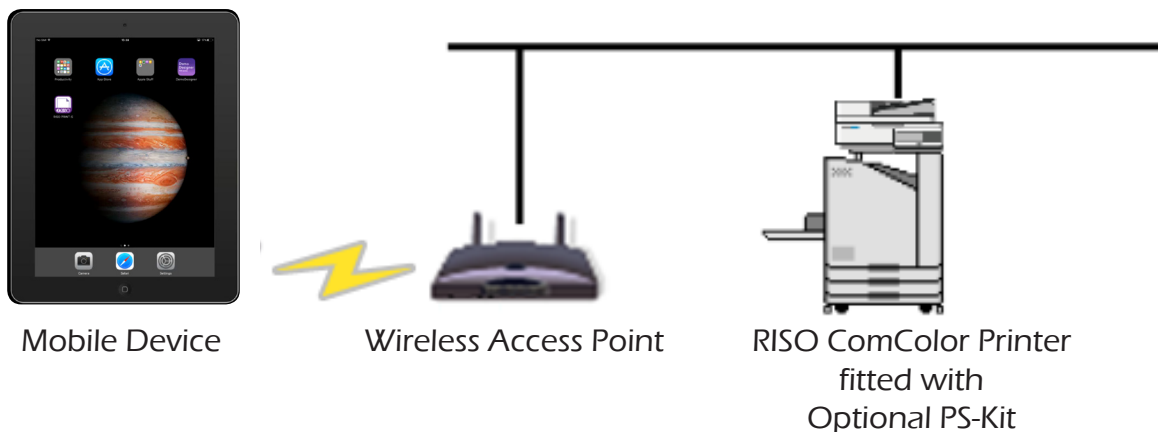 Mobile Device
Wireless Access Point
RISO ComColor Printer
fitted with
Optional PS-Kit